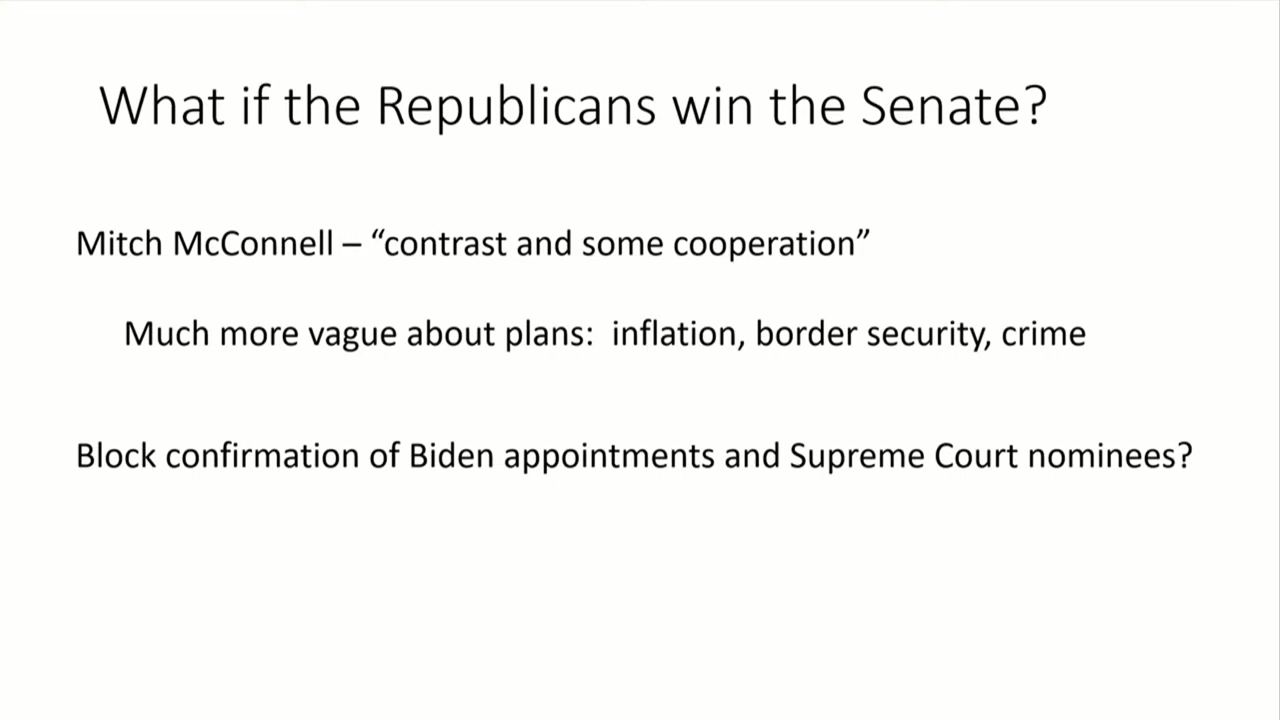 What if the Republicans win the Senate?
Mitch McConnell – “contrast and some cooperation”
Much more vague about plans:  inflation, border security, crime
Block confirmation of Biden appointments and Supreme Court nominees?